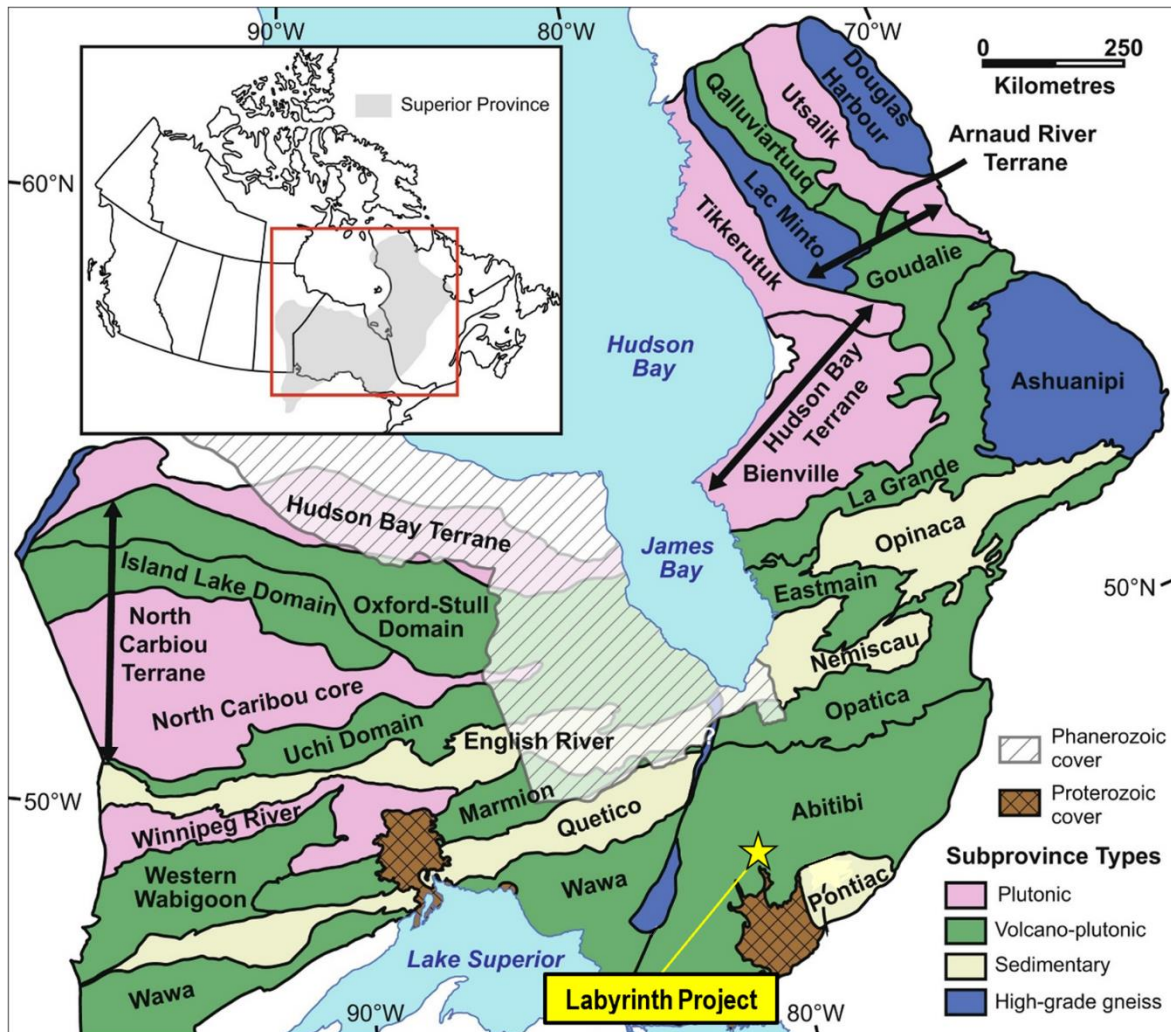 90°W
80°W
70°W
0
250
Kilometres
Superior Province
Douglas
Harbour
Utsalik
Qalluviartuuq
Arnaud River
Terrane
60°N
Lac Minto
Tikkerutuk
Goudalie
Hudson
Bay
Hudson Bay
Terrane
Ashuanipi
Bienville
La Grande
Hudson Bay Terrane
Opinaca
James
Bay
Island Lake Domain
Oxford-Stull
Domain
Eastmain
50°N
North
Carbiou
Terrane
Nemiscau
North Caribou core
Opatica
Uchi Domain
English River
?
Phanerozoic
cover
50°W
Marmion
Abitibi
Proterozoic
cover
Winnipeg River
Quetico
Western
Wabigoon
Wawa
Pontiac
Subprovince Types
Plutonic
Volcano-plutonic
Sedimentary
High-grade gneiss
Lake Superior
Wawa
Labyrinth Project
90°W
80°W